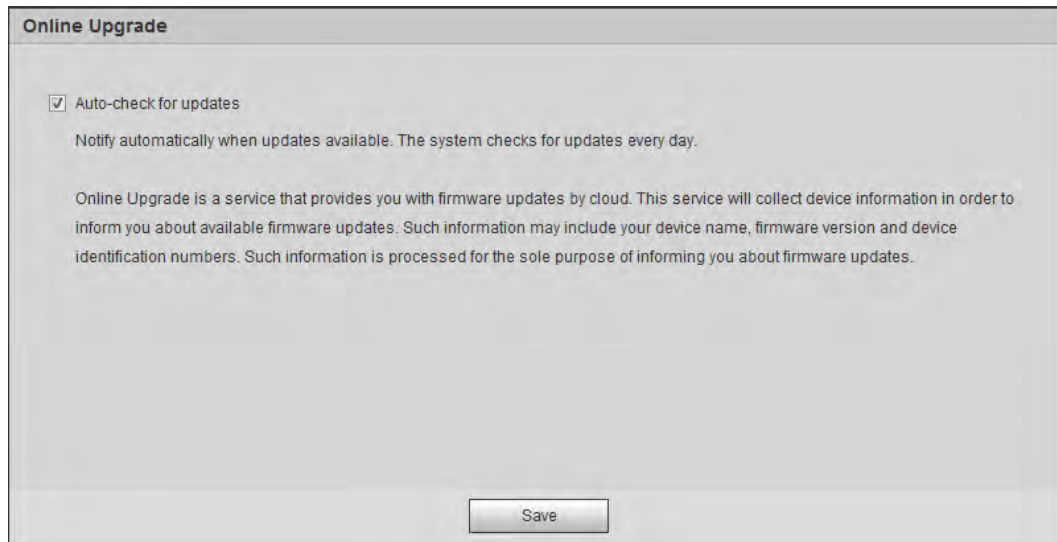 Online Upgrade
Auto-check for updates
Notify automatically when updates available. The system checks for updates every day.
Online Upgrade is a service that provides you with firmware updates by cloud. This service will collect device information in order to
inform you about available firmware updates. Such information may include your device name, firmware version and device
identification numbers. Such information is processed for the sole purpose of informing you about firmware updates.
Save